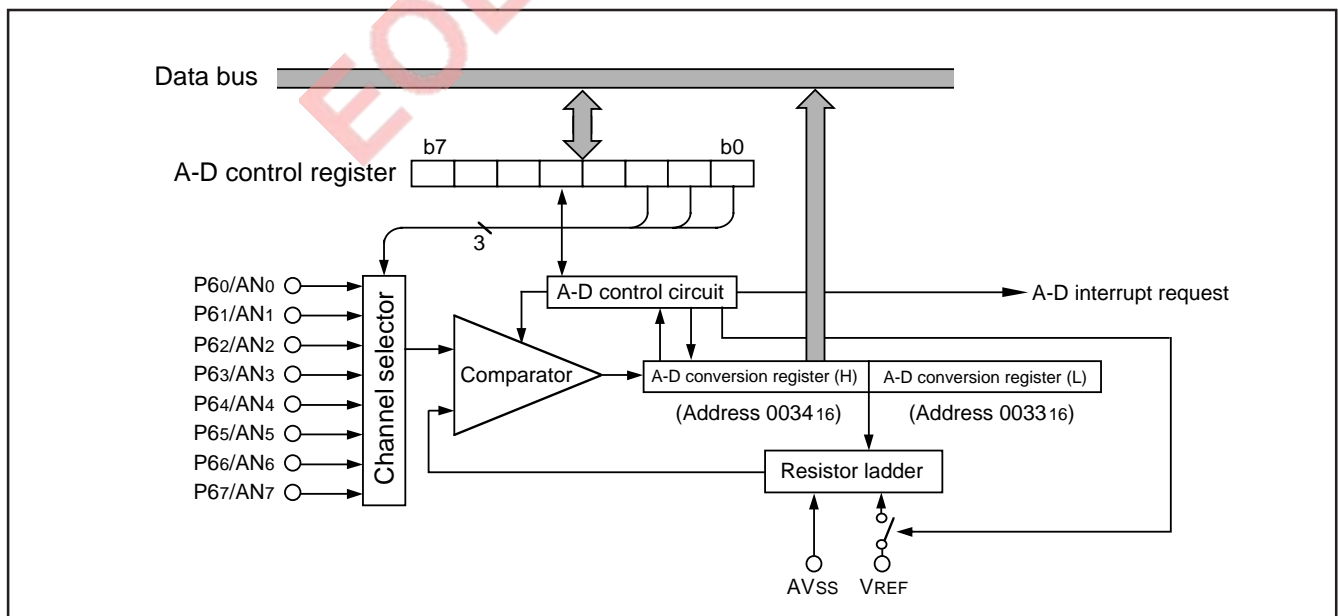 EOL
Data bus
b7 b0
A-D control register
3
P60/AN0
P61/AN1
P62/AN2
P63/AN3
P64/AN4
P65/AN5
P66/AN6
P67/AN7
Channel selector
A-D control circuit
A-D interrupt request
Comparator
A-D conversion register (H) A-D conversion register (L)
(Address 003416) (Address 003316)
Resistor ladder
AVSS VREF